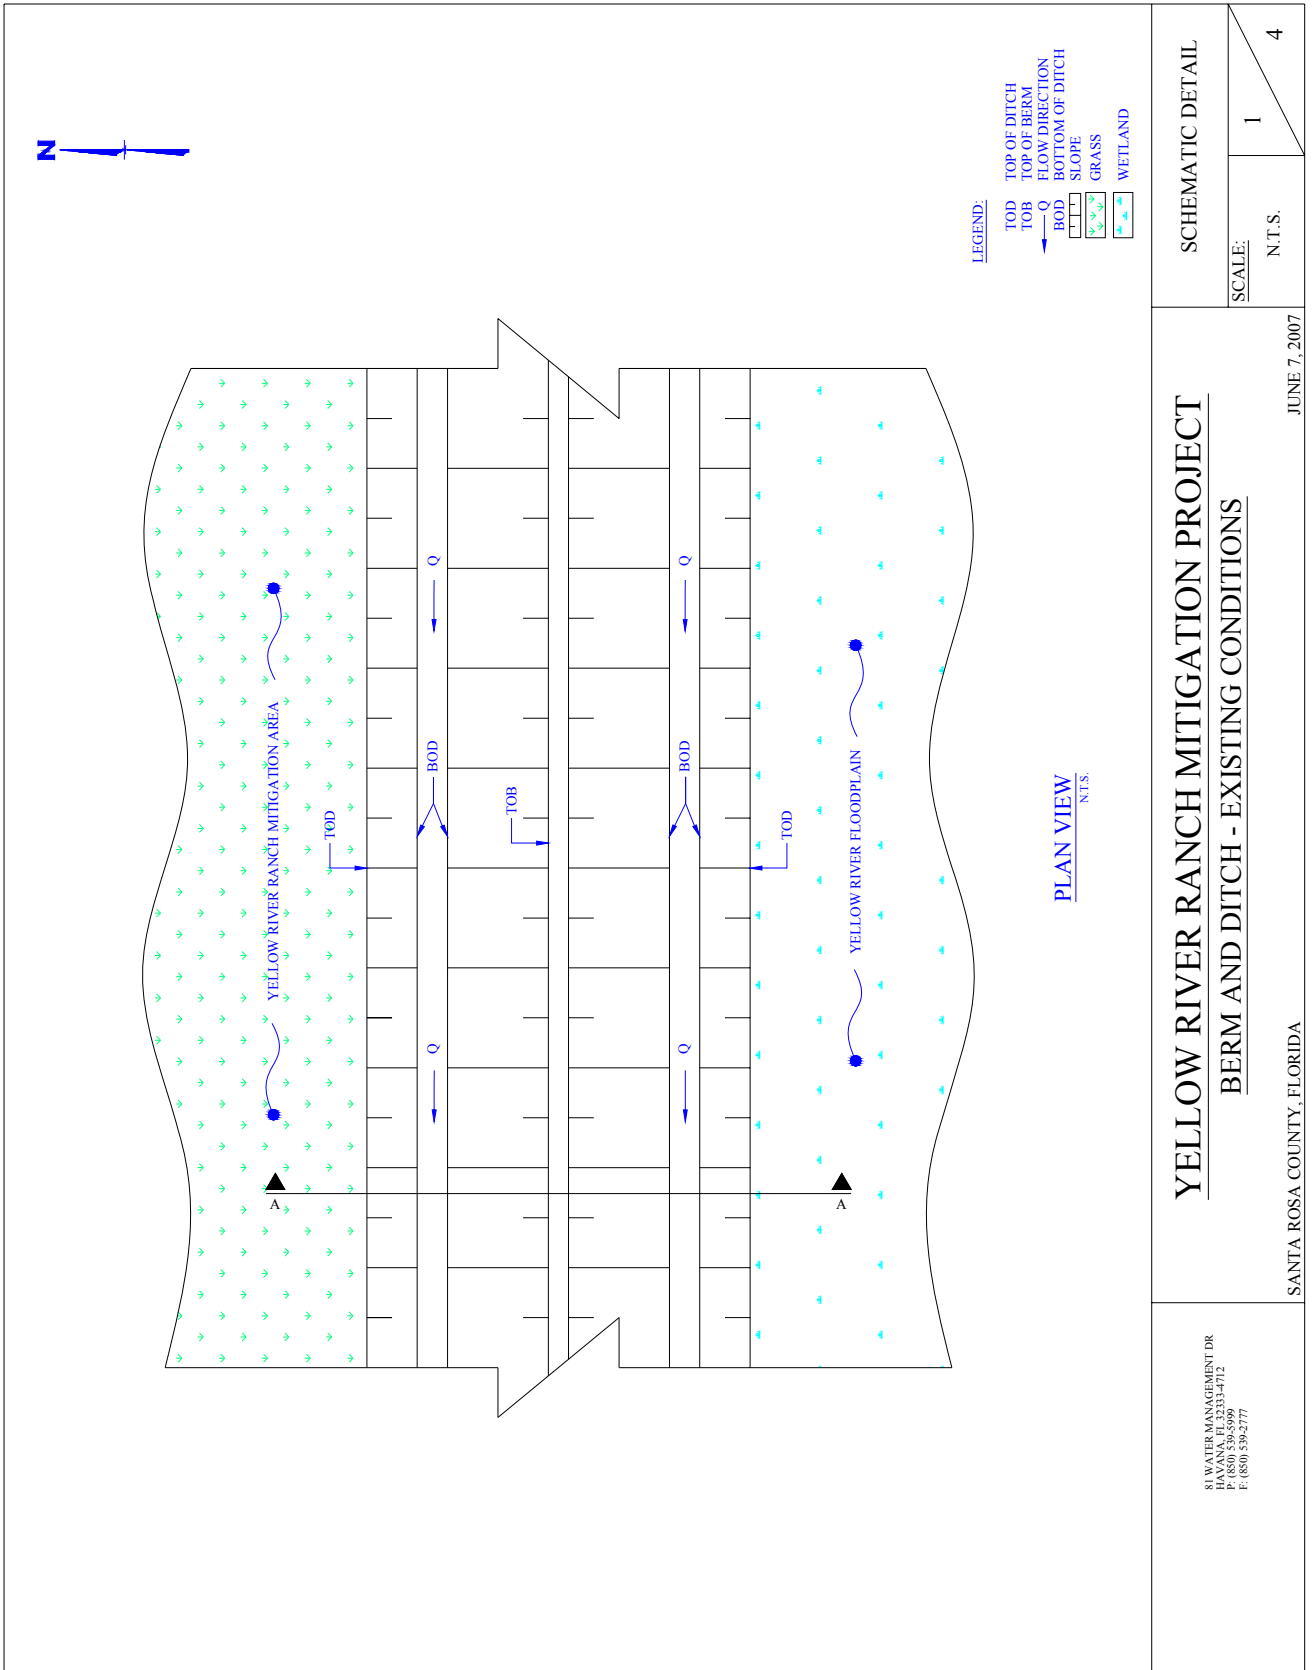 N
YELLOW RIVER RANCH MITIGATION AREA
TOD
Q
BOD
Q
TOB
Q
BOD
Q
TOD
YELLOW RIVER FLOODPLAIN
A
A
PLAN VIEW
N.T.S.
LEGEND:
TOD TOP OF DITCH
TOB TOP OF BERM
Q FLOW DIRECTION
BOD BOTTOM OF DITCH
SLOPE
GRASS
WETLAND
81 WATER MANAGEMENT DR
HAVANA, FL 32333-4712
P: (850) 539-5999
F: (850) 539-2777
YELLOW RIVER RANCH MITIGATION PROJECT
BERM AND DITCH - EXISTING CONDITIONS
SANTA ROSA COUNTY, FLORIDA
JUNE 7, 2007
SCHEMATIC DETAIL
SCALE:
N.T.S.
1
4